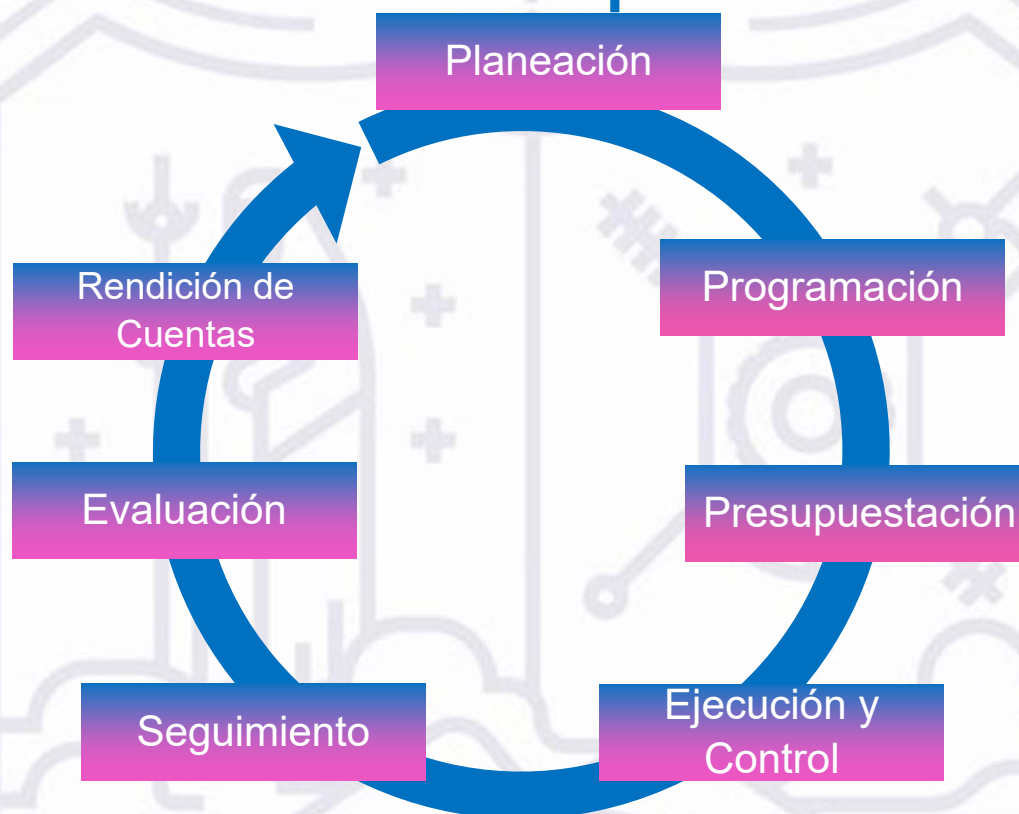 Planeación
Programación
Presupuestación
Ejecución y
Control
Seguimiento
Evaluación
Rendición de
Cuentas